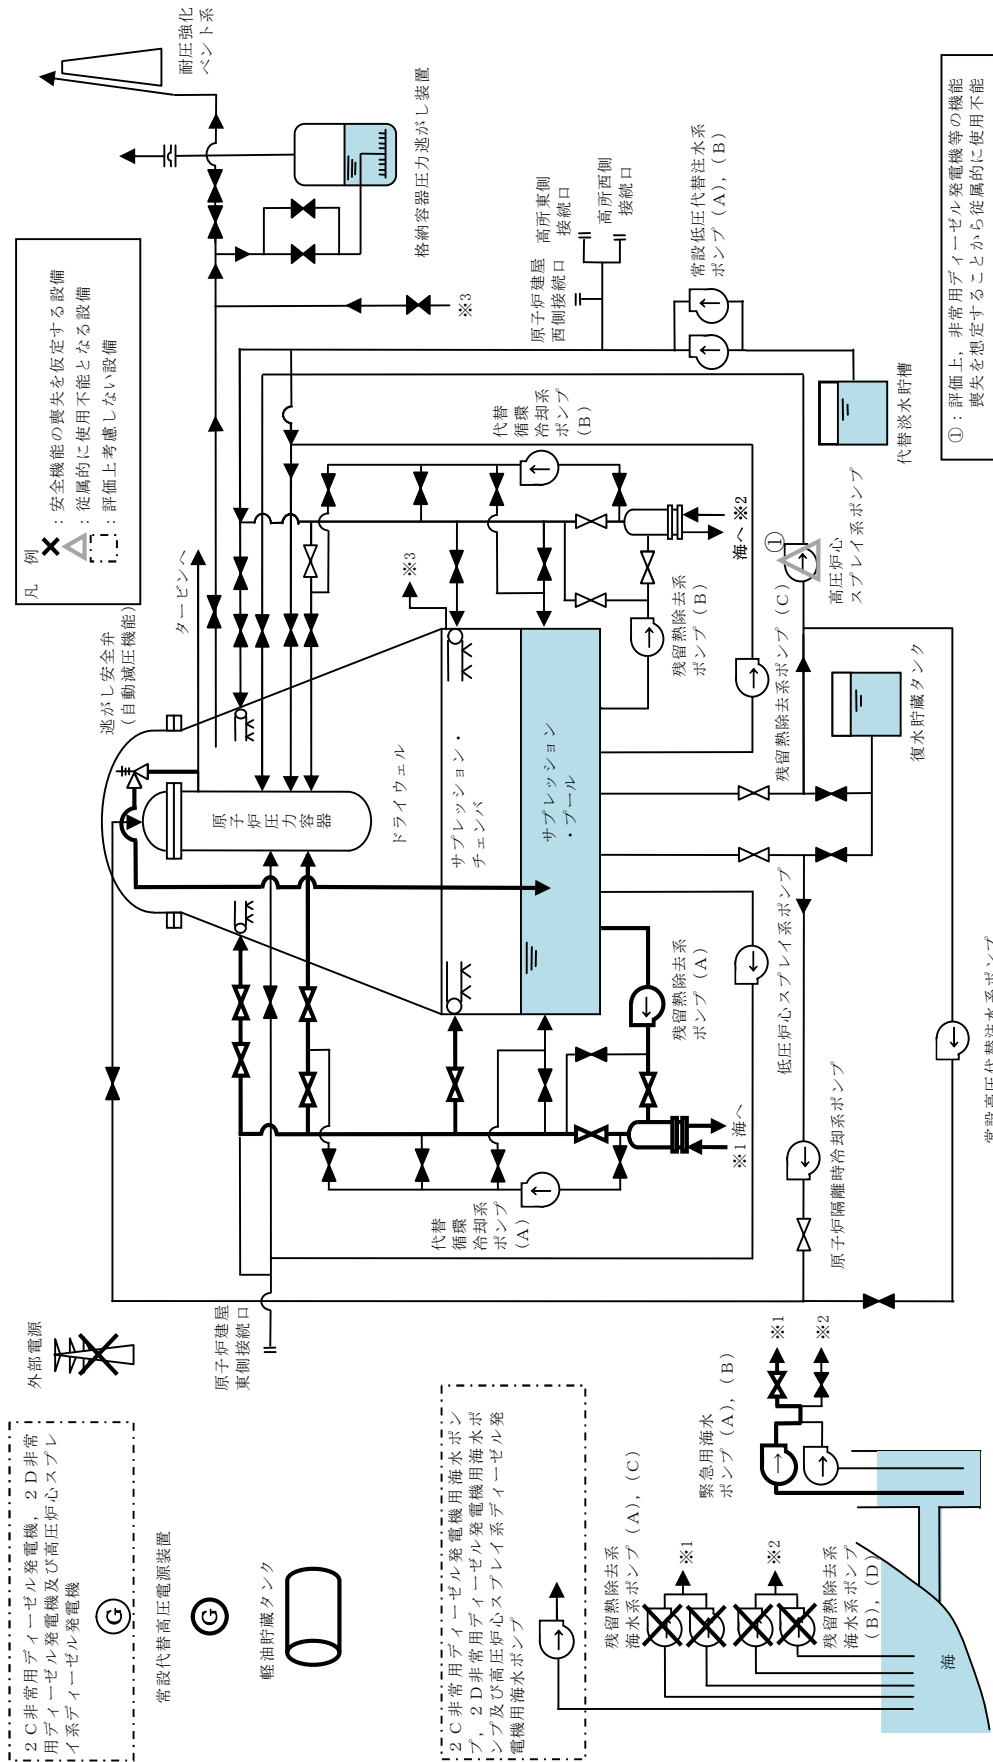 2C非常用ディーゼル発電機，2D非常
用ディーゼル発電機及び高圧炉心スプレ
イ系ディーゼル発電機
G
常設代替高圧電源装置
G
軽油貯蔵タンク
外部電源
原子炉建屋
東側接続口
2C非常用ディーゼル発電機用海水ポン
プ，2D非常用ディーゼル発電機用海水ポ
ンプ及び高圧炉心スプレイ系ディーゼル発
電機用海水ポンプ
残留熱除去系
海水系ポンプ（A），（C）
※1
※2
残留熱除去系
海水系ポンプ
（B），（D）
海
緊急用海水
ポンプ（A），（B）
※1
※2
凡 例
：安全機能の喪失を仮定する設備
：従属的に使用不能となる設備
：評価上考慮しない設備
逃がし安全弁
（自動減圧機能）
タービンへ
原子炉圧力容器
ドライウェル
サプレッション・
チェンバ
サプレッション
・プール
代替
循環
冷却系
ポンプ
（A）
※1
海へ
残留熱除去系
ポンプ（A）
低圧炉心スプレイ系ポンプ
原子炉隔離時冷却系ポンプ
常設高圧代替注水系ポンプ
耐圧強化
ベント系
格納容器圧力逃がし装置
※3
※3
原子炉建屋
西側接続口
高所東側
接続口
高所西側
接続口
常設低圧代替注水系
ポンプ（A），（B）
代替
循環
冷却系
ポンプ
（B）
海へ
※2
残留熱除去系
ポンプ（B）
残留熱除去系ポンプ（C）
①
高圧炉心
スプレイ系ポンプ
代替淡水貯槽
復水貯蔵タンク
①：評価上，非常用ディーゼル発電機等の機能
喪失を想定することから従属的に使用不能